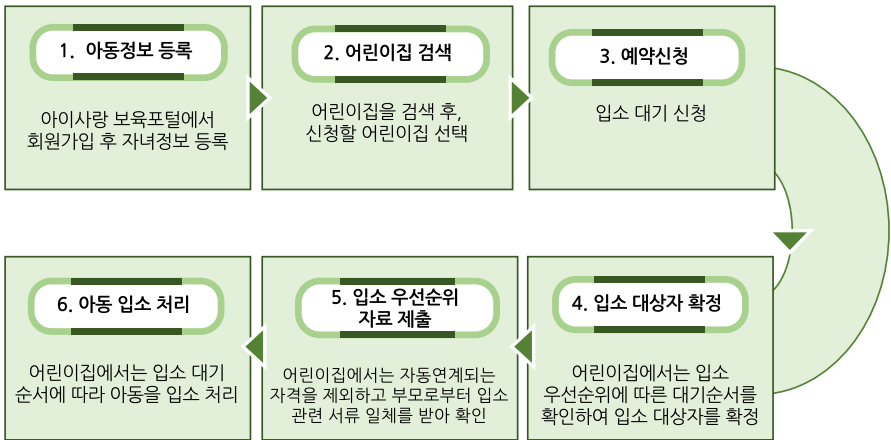 1. 아동정보 등록
아이사랑 보육포털에서
회원가입 후 자녀정보 등록
2. 어린이집 검색
어린이집을 검색 후,
신청할 어린이집 선택
3. 예약신청
입소 대기 신청
4. 입소 대상자 확정
어린이집에서는 입소
우선순위에 따른 대기순서를
확인하여 입소 대상자를 확정
5. 입소 우선순위
자료 제출
어린이집에서는 자동연계되는
자격을 제외하고 부모로부터 입소
관련 서류 일체를 받아 확인
6. 아동 입소 처리
어린이집에서는 입소 대기
순서에 따라 아동을 입소 처리